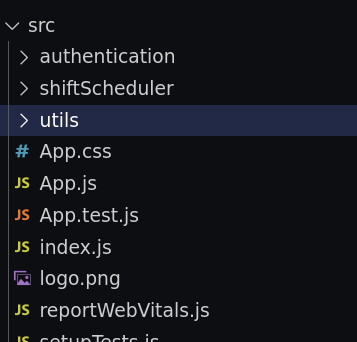 src
authentication
shiftScheduler
utils
# App.css
JS App.js
JS App.test.js
JS index.js
logo.png
JS reportWebVitals.js
JS setupTests.js